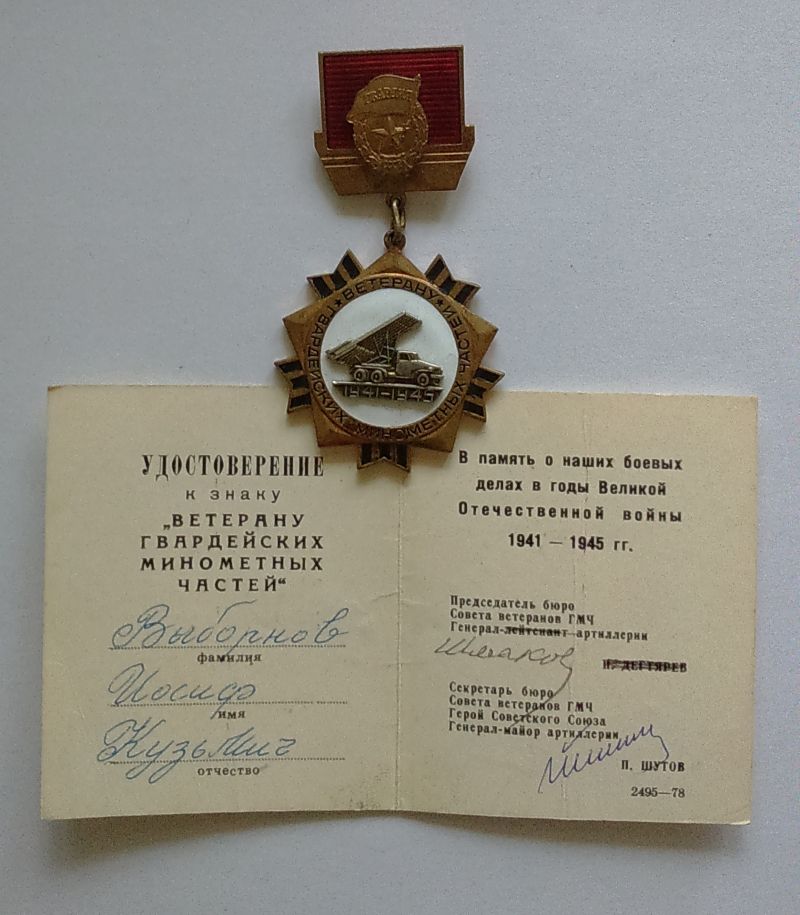 ГВАРДИЯ
★ ВЕТЕРАНУ ★
ГВАРДЕЙСКИХ МИНОМЕТНЫХ ЧАСТЕЙ
1941-1945
УДОСТОВЕРЕНИЕ
к знаку
„ВЕТЕРАНУ
ГВАРДЕЙСКИХ
МИНОМЕТНЫХ
ЧАСТЕЙ“
Выборнов
фамилия
Иосиф
имя
Кузьмич
отчество
В память о наших боевых
делах в годы Великой
Отечественной войны
1941 — 1945 гг.
Председатель бюро
Совета ветеранов ГМЧ
Генерал-лейтенант артиллерии
Н. ДЕГТЯРЕВ
Секретарь бюро
Совета ветеранов ГМЧ
Герой Советского Союза
Генерал-майор артиллерии
П. ШУТОВ
2495—78